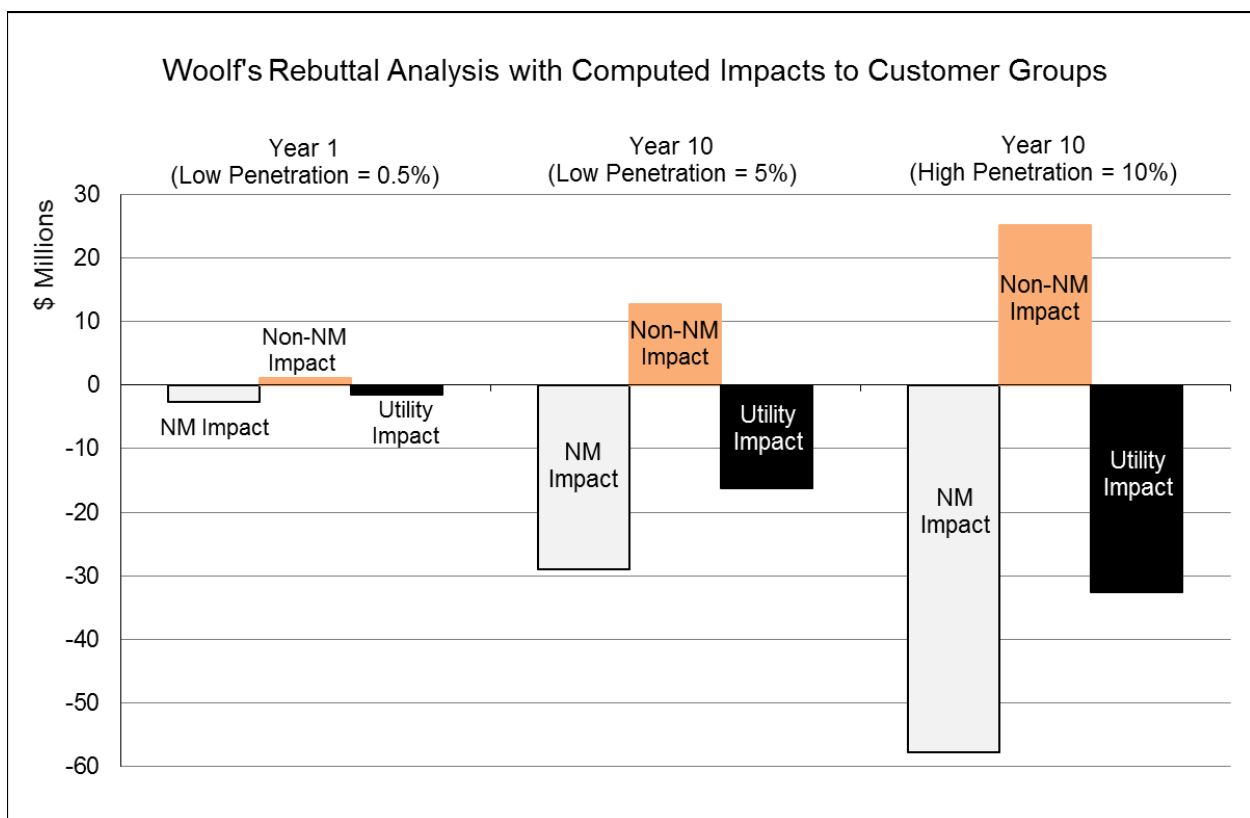 Woolf's Rebuttal Analysis with Computed Impacts to Customer Groups
Year 1
(Low Penetration = 0.5%)
Year 10
(Low Penetration = 5%)
Year 10
(High Penetration = 10%)
$ Millions
30
20
10
0
-10
-20
-30
-40
-50
-60
NM Impact
Non-NM
Impact
Utility
Impact
NM
Impact
Non-NM
Impact
Utility
Impact
NM
Impact
Non-NM
Impact
Utility
Impact